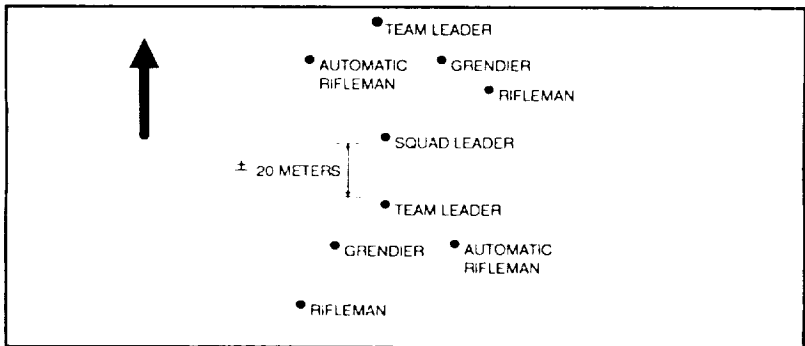 TEAM LEADER
AUTOMATIC
RIFLEMAN
GRENDIER
RIFLEMAN
SQUAD LEADER
± 20 METERS
TEAM LEADER
GRENDIER
AUTOMATIC
RIFLEMAN
RIFLEMAN